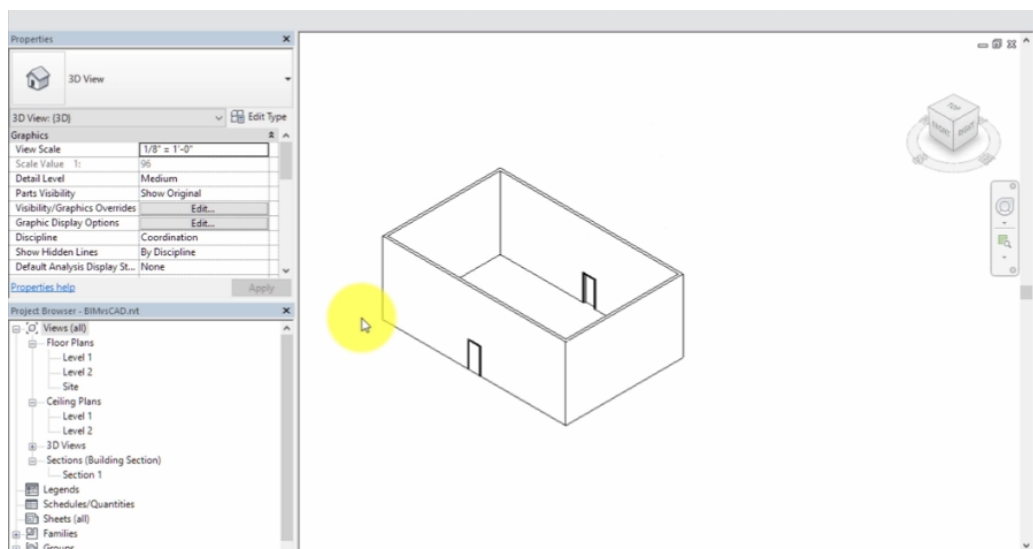 Properties
3D View
3D View: {3D}
Edit Type
Graphics
View Scale 1/8" = 1'-0"
Scale Value 1: 96
Detail Level Medium
Parts Visibility Show Original
Visibility/Graphics Overrides Edit...
Graphic Display Options Edit...
Discipline Coordination
Show Hidden Lines By Discipline
Default Analysis Display St... None
Properties help Apply
Project Browser - BIMvsCAD.rvt
Views (all)
Floor Plans
Level 1
Level 2
Site
Ceiling Plans
Level 1
Level 2
3D Views
Sections (Building Section)
Section 1
Legends
Schedules/Quantities
Sheets (all)
Families
Groups
TOP
FRONT
RIGHT